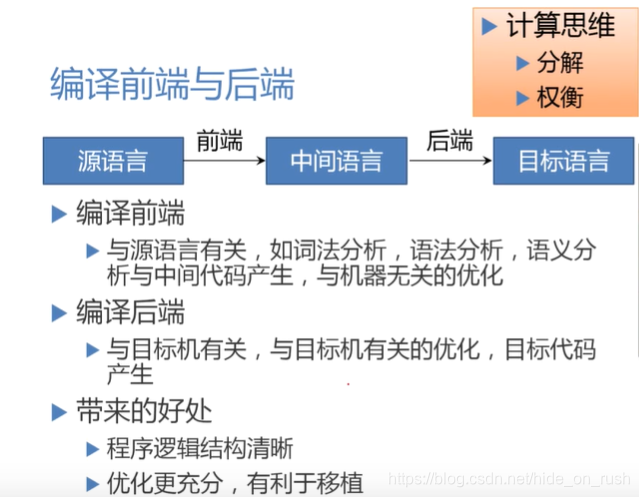 计算思维
分解
权衡
编译前端与后端
源语言 前端 中间语言 后端 目标语言
编译前端
与源语言有关，如词法分析，语法分析，语义分
析与中间代码产生，与机器无关的优化
编译后端
与目标机有关，与目标机有关的优化，目标代码
产生
带来的好处
程序逻辑结构清晰
优化更充分，有利于移植
https://blog.csdn.net/hide_on_rush